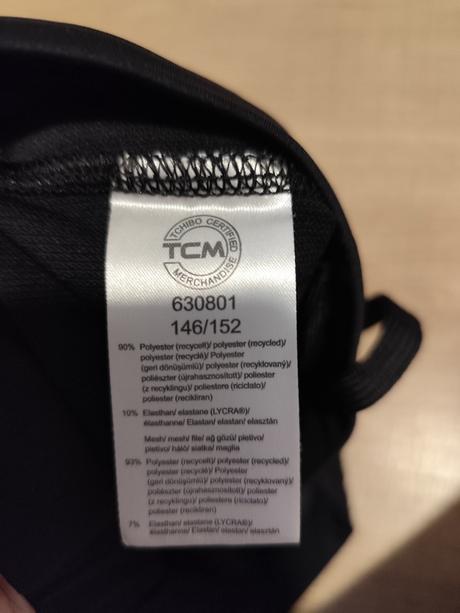 TCHIBO CERTIFIED
TCM
MERCHANDISE
630801
146/152
90% Polyester (recycelt)/ polyester (recycled)/
polyester (recyclé)/ Polyester
(geri dönüşümlü)/ polyester (recyklovaný)/
poliészter (újrahasznosított)/ poliester
(z recyklingu)/ poliestere (riciclato)/
poliester (recikliran)
10% Elasthan/ elastane (LYCRA®)/
élasthanne/ Elastan/ elastan/ elasztán
Mesh/ mesh/ file/ ağ gözü/ pletivo/
pletivo/ háló/ siatka/ maglia
93% Polyester (recycelt)/ polyester (recycled)/
polyester (recyclé)/ Polyester
(geri dönüşümlü)/ polyester (recyklovaný)/
poliészter (újrahasznosított)/ poliester
(z recyklingu)/ poliestere (riciclato)/
poliester (recikliran)
7% Elasthan/ elastane (LYCRA®)/
élasthanne/ Elastan/ elastan/ elasztán